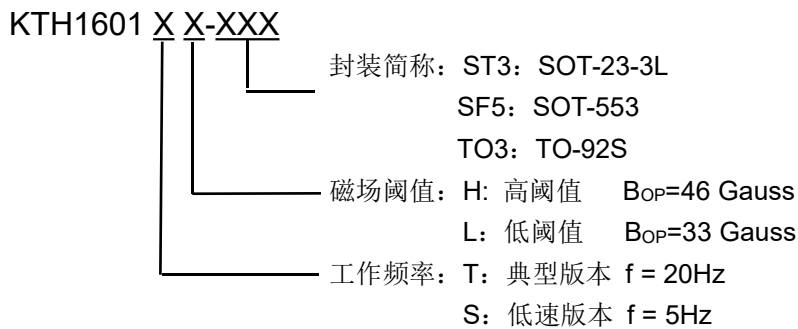 KTH1601 X X-XXX
封装简称：ST3：SOT-23-3L
SF5：SOT-553
TO3：TO-92S
磁场阈值：H: 高阈值 BOP=46 Gauss
L：低阈值 BOP=33 Gauss
工作频率：T：典型版本 f = 20Hz
S：低速版本 f = 5Hz